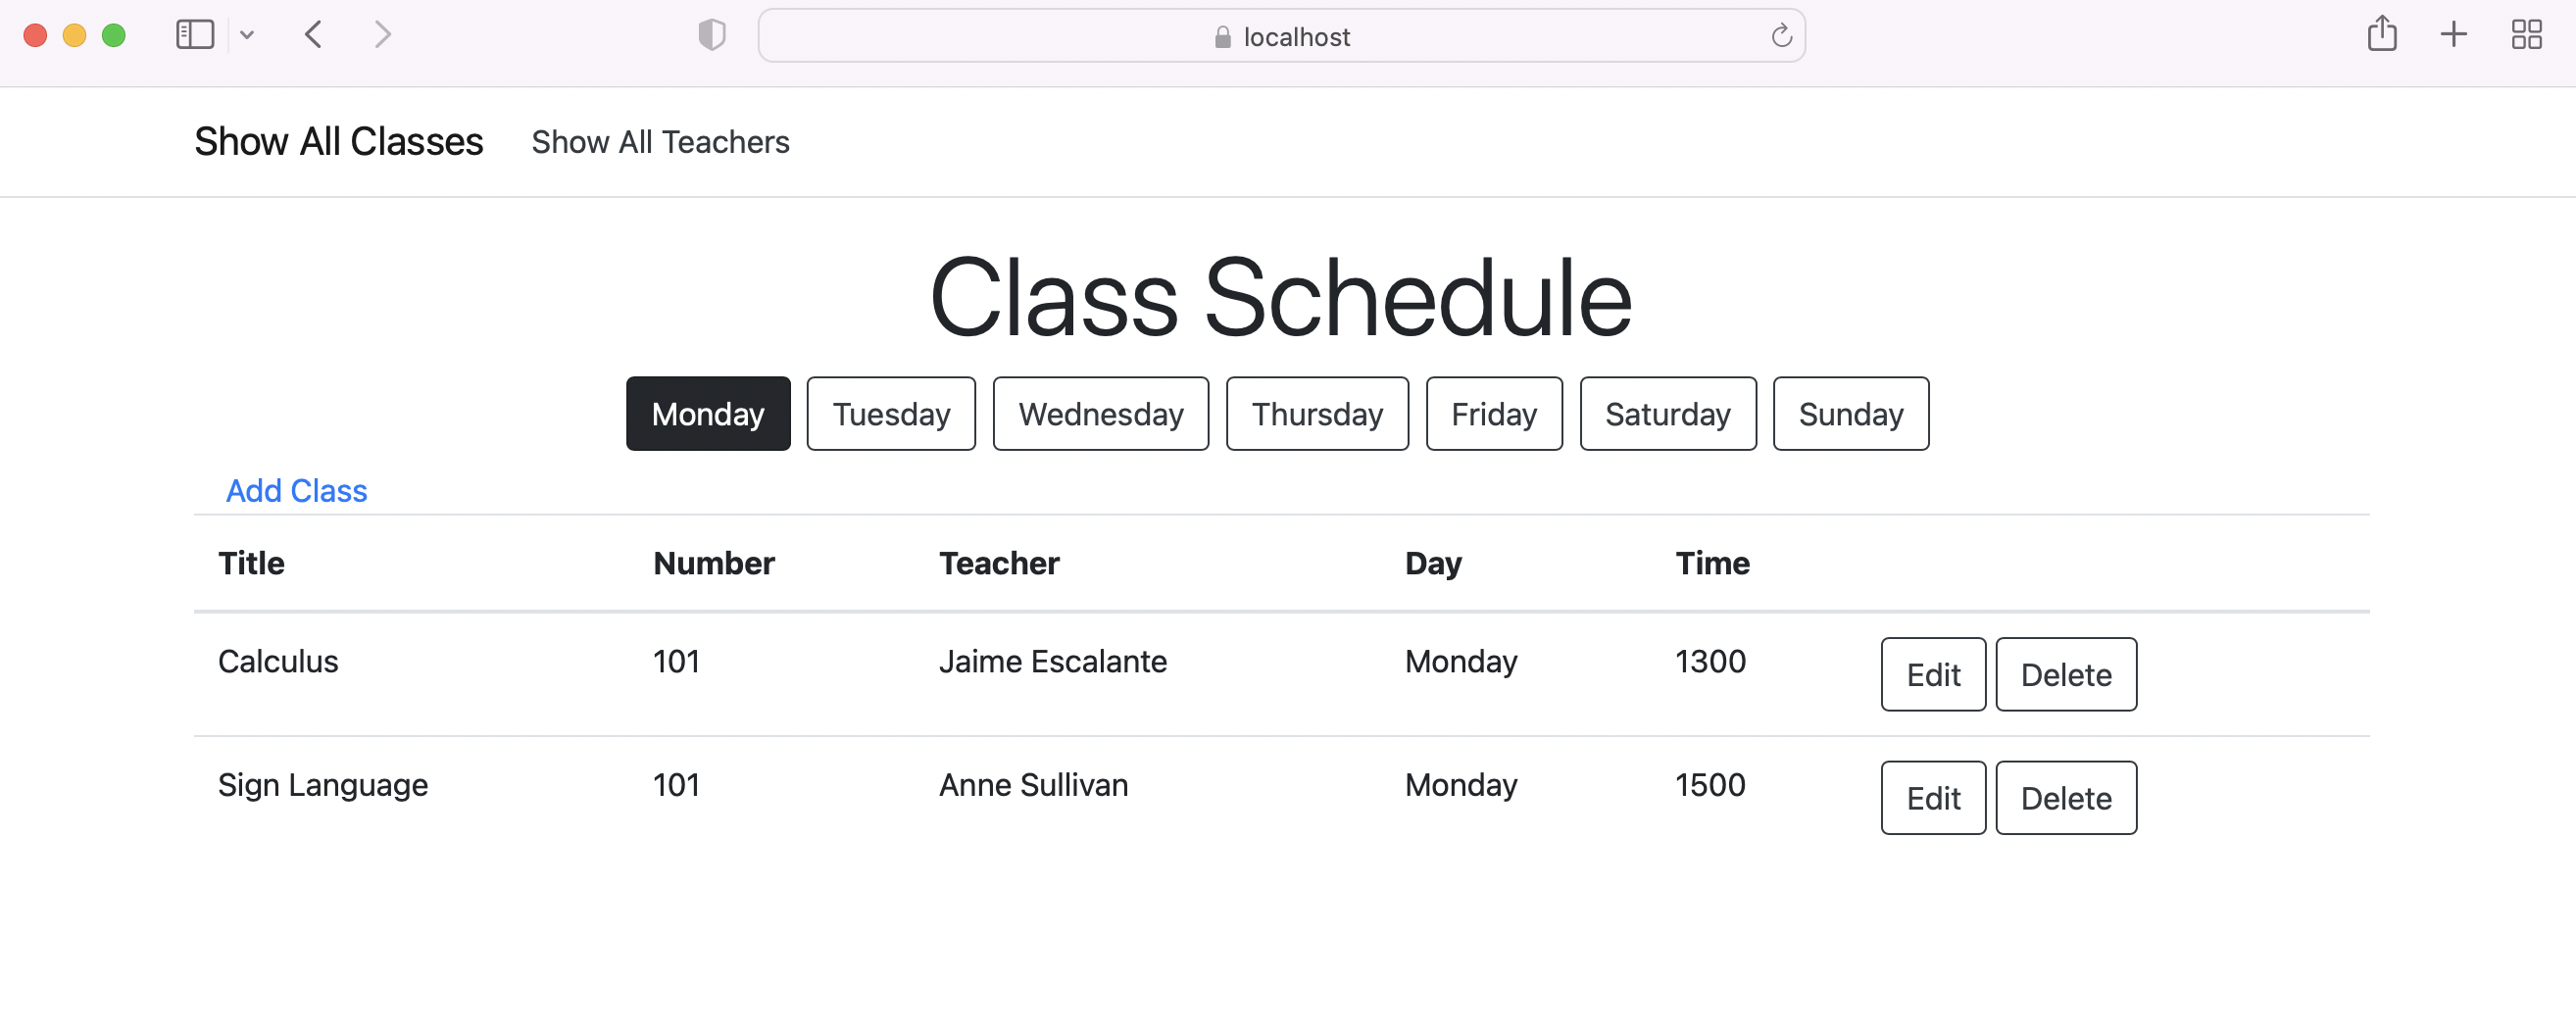 localhost
Show All Classes Show All Teachers
Class Schedule
Monday Tuesday Wednesday Thursday Friday Saturday Sunday
Add Class
Title Number Teacher Day Time
Calculus 101 Jaime Escalante Monday 1300 Edit Delete
Sign Language 101 Anne Sullivan Monday 1500 Edit Delete